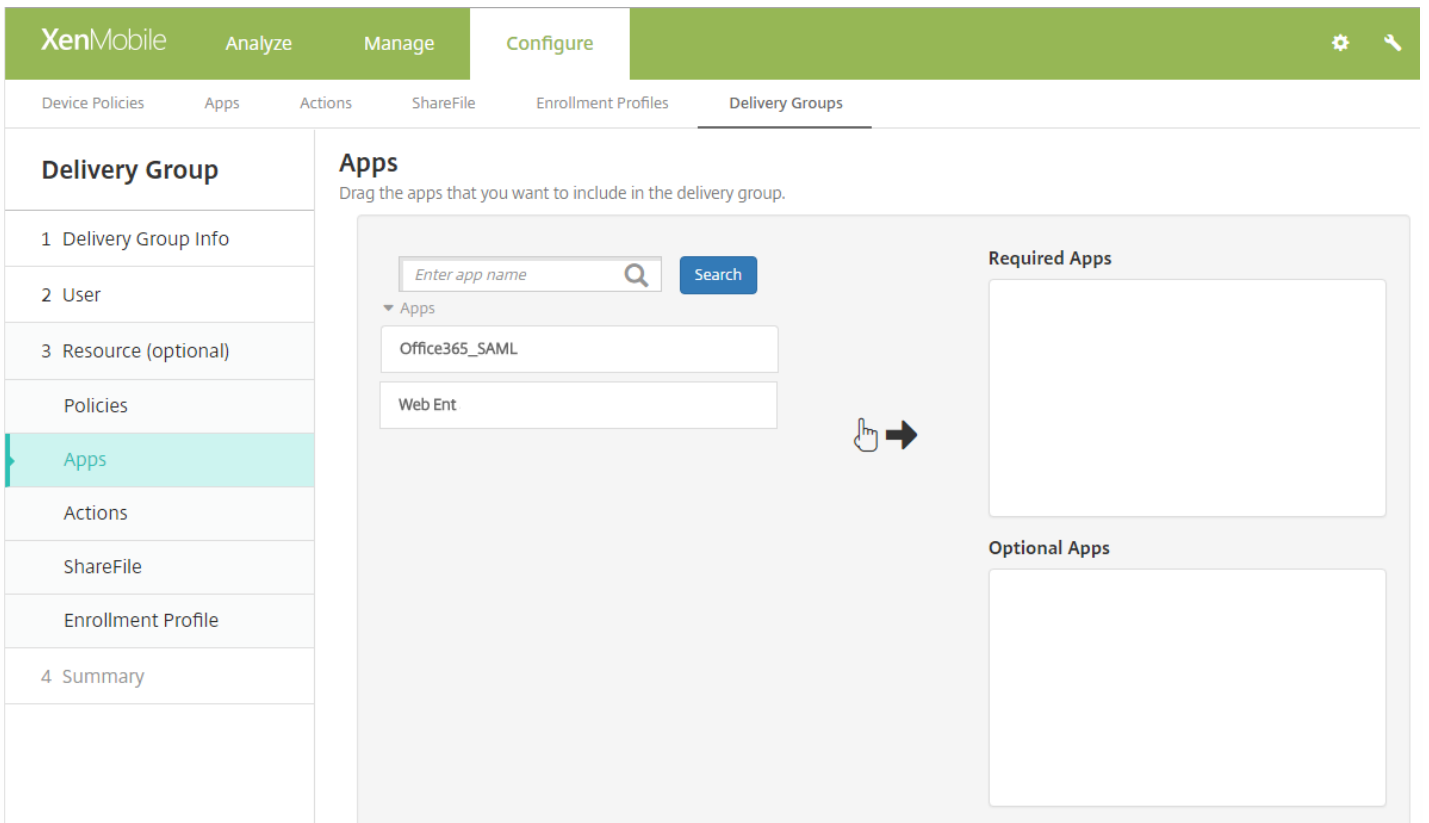 XenMobile Analyze Manage Configure
Device Policies Apps Actions ShareFile Enrollment Profiles Delivery Groups
Delivery Group
1 Delivery Group Info
2 User
3 Resource (optional)
Policies
Apps
Actions
ShareFile
Enrollment Profile
4 Summary
Apps
Drag the apps that you want to include in the delivery group.
Enter app name Search
Apps
Office365_SAML
Web Ent
Required Apps
Optional Apps